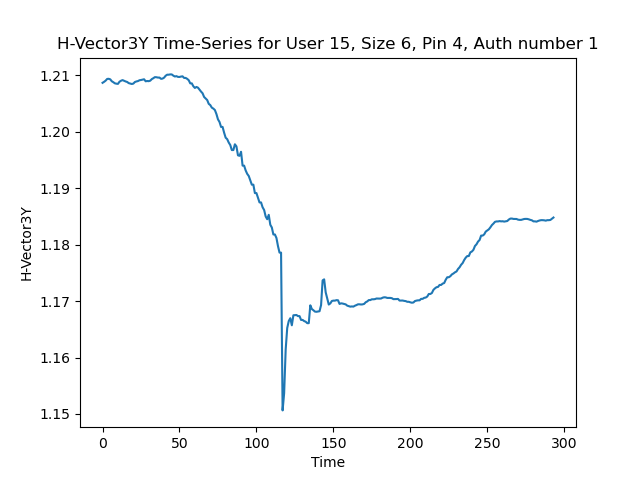 H-Vector3Y Time-Series for User 15, Size 6, Pin 4, Auth number 1
1.21
1.20
1.19
1.18
1.17
1.16
1.15
H-Vector3Y
0 50 100 150 200 250 300
Time